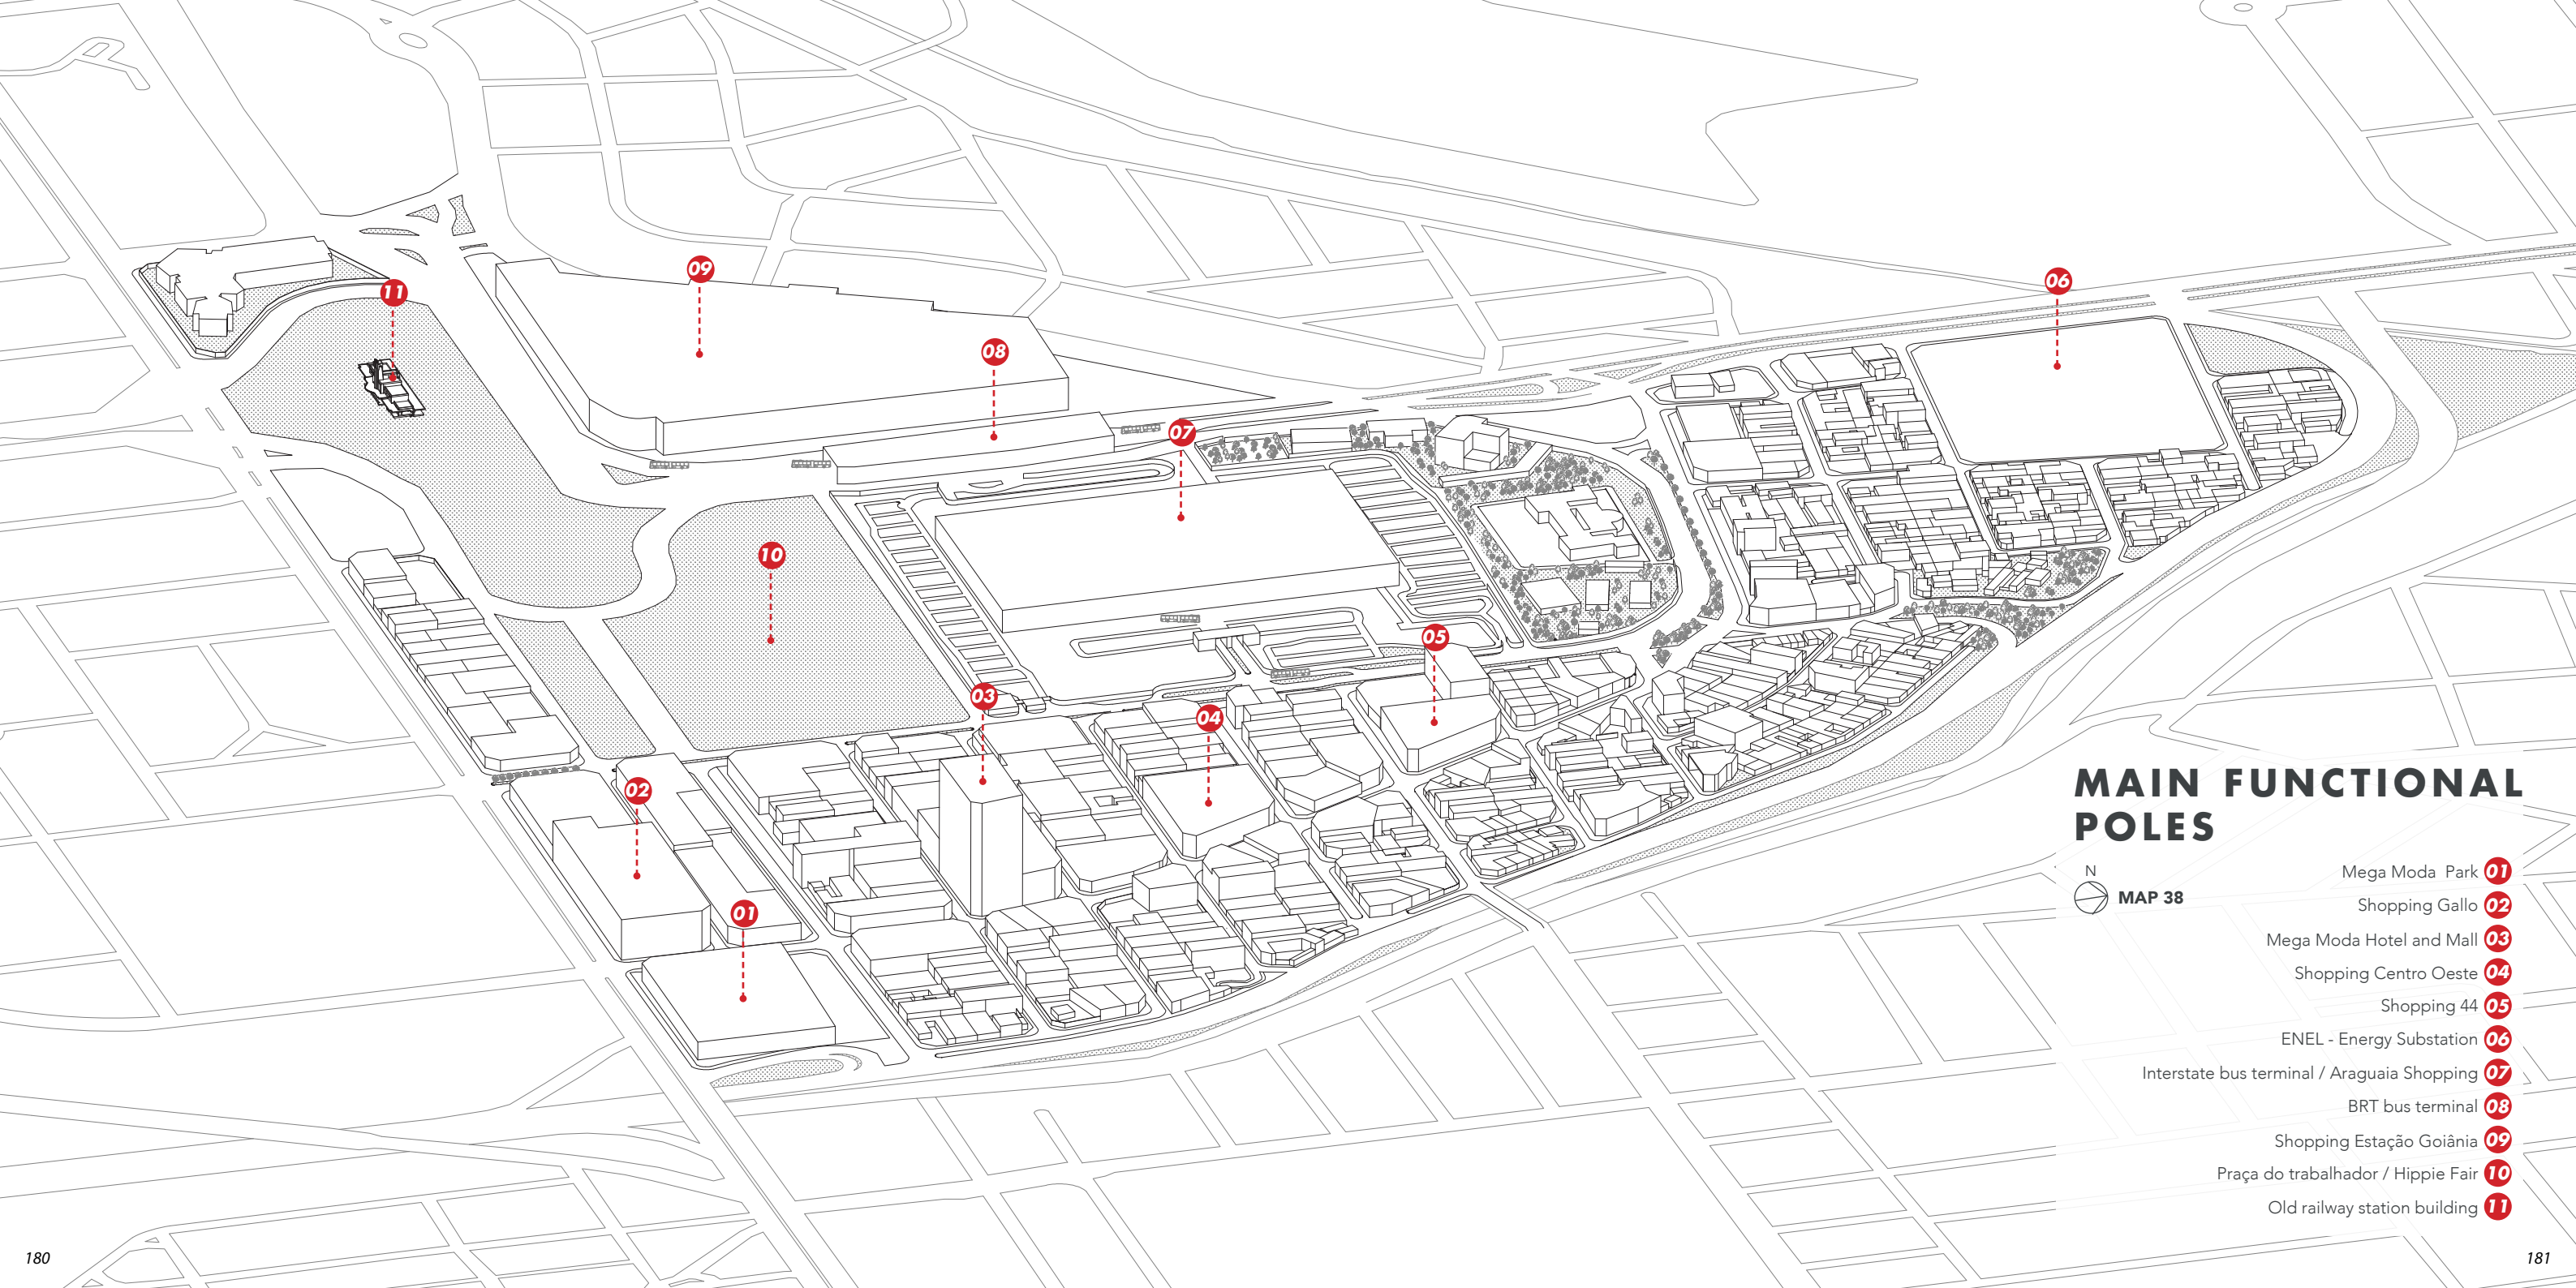 09
06
11
08
07
10
05
03
04
02
01
MAIN FUNCTIONAL
POLES
N
MAP 38
Mega Moda Park 01
Shopping Gallo 02
Mega Moda Hotel and Mall 03
Shopping Centro Oeste 04
Shopping 44 05
ENEL - Energy Substation 06
Interstate bus terminal / Araguaia Shopping 07
BRT bus terminal 08
Shopping Estação Goiânia 09
Praça do trabalhador / Hippie Fair 10
Old railway station building 11
180
181